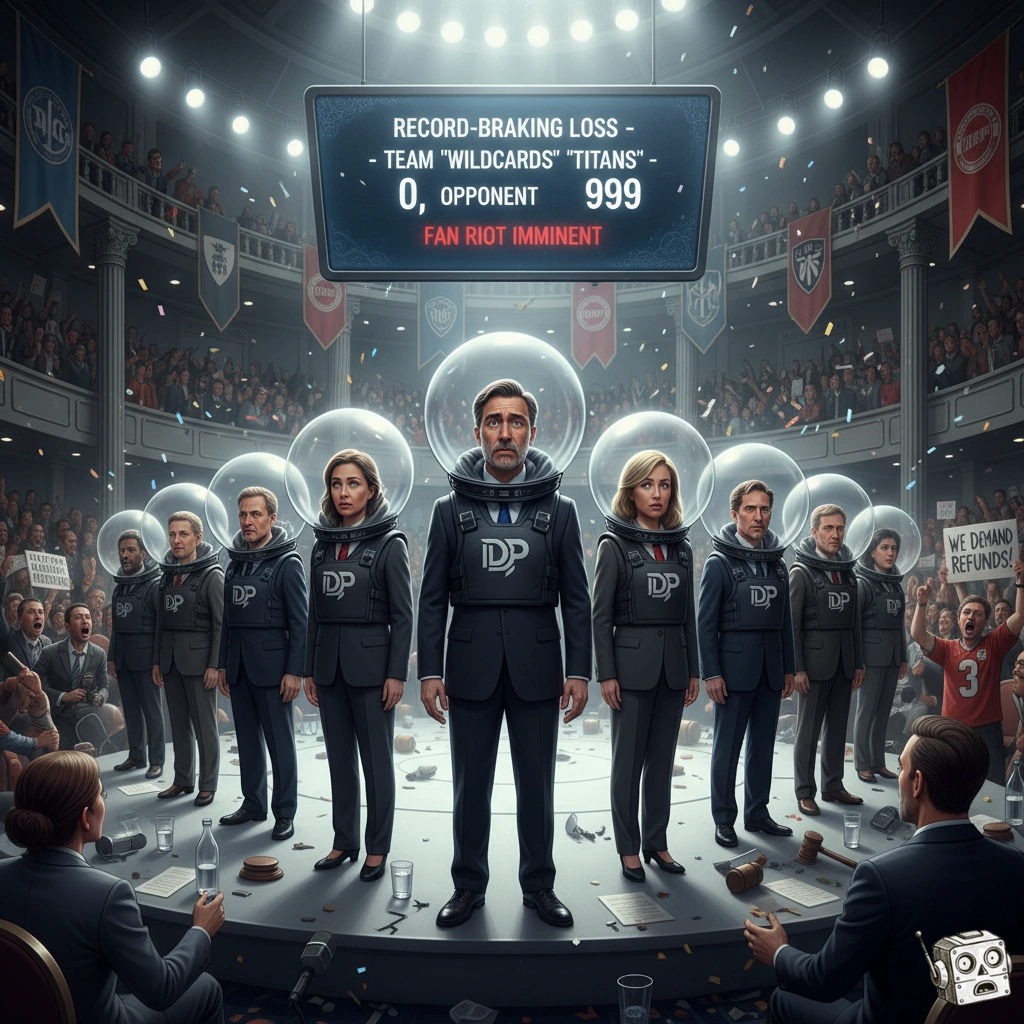 RECORD-BRAKING LOSS -
- TEAM "WILDCARDS" "TITANS" -
0, OPPONENT 999
FAN RIOT IMMINENT
WE DEMAND
REFUNDS!
DP
DP
DP
DP
DP
DP
DP
DP
DP
3